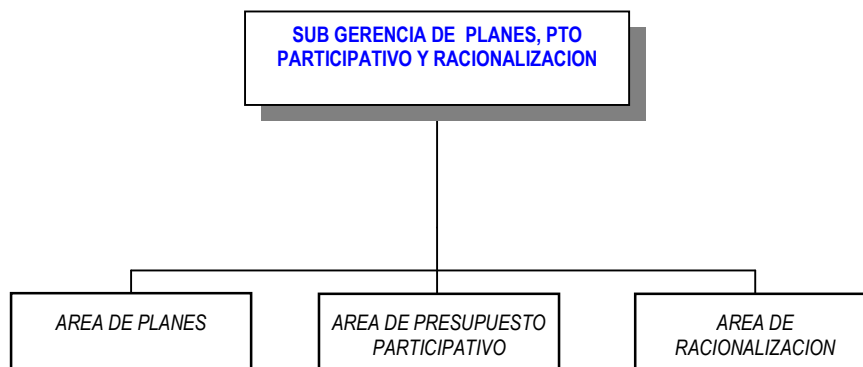 SUB GERENCIA DE PLANES, PTO
PARTICIPATIVO Y RACIONALIZACION
AREA DE PLANES
AREA DE PRESUPUESTO
PARTICIPATIVO
AREA DE
RACIONALIZACION